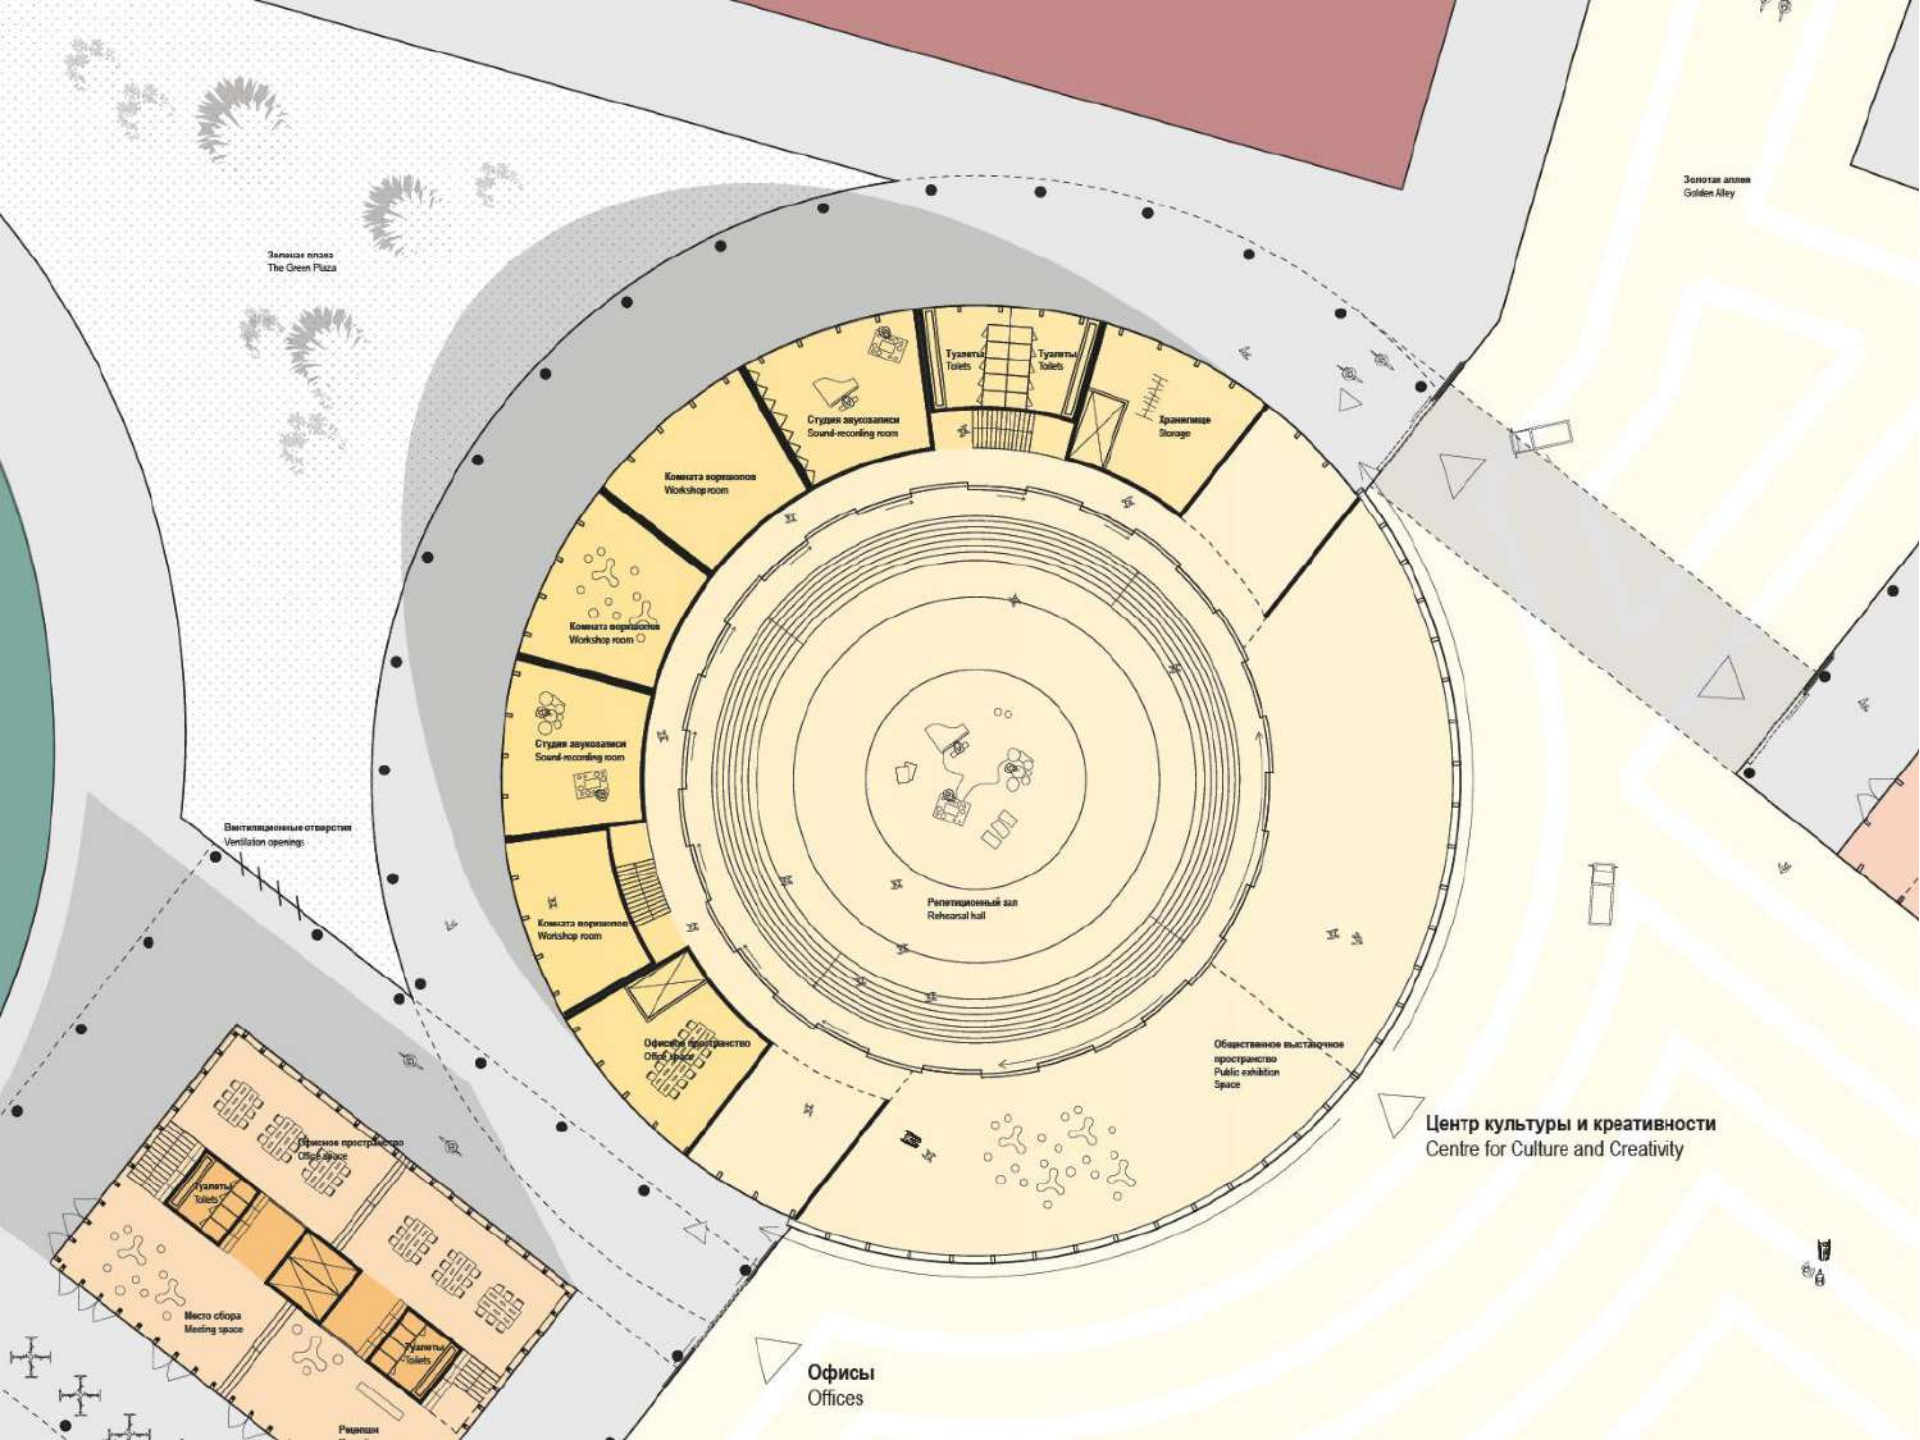 Золотая аллея
Golden Alley
Зеленая плаза
The Green Plaza
Туалеты
Toilets
Туалеты
Toilets
Студия звукозаписи
Sound-recording room
Хранилище
Storage
Комната воркшопов
Workshop room
Комната воркшопов
Workshop room
Студия звукозаписи
Sound-recording room
Вентиляционные отверстия
Ventilation openings
Комната воркшопов
Workshop room
Репетиционный зал
Rehearsal hall
Офисное пространство
Office space
Общественное выставочное
пространство
Public exhibition
Space
Центр культуры и креативности
Centre for Culture and Creativity
Офисное пространство
Office space
Туалеты
Toilets
Место сбора
Meeting space
Туалеты
Toilets
Офисы
Offices
Рецепшн